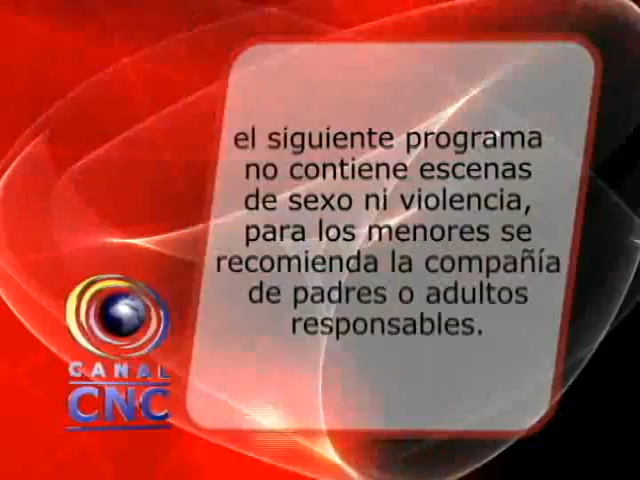 el siguiente programa
no contiene escenas
de sexo ni violencia,
para los menores se
recomienda la compañía
de padres o adultos
responsables.
CANAL
CNC